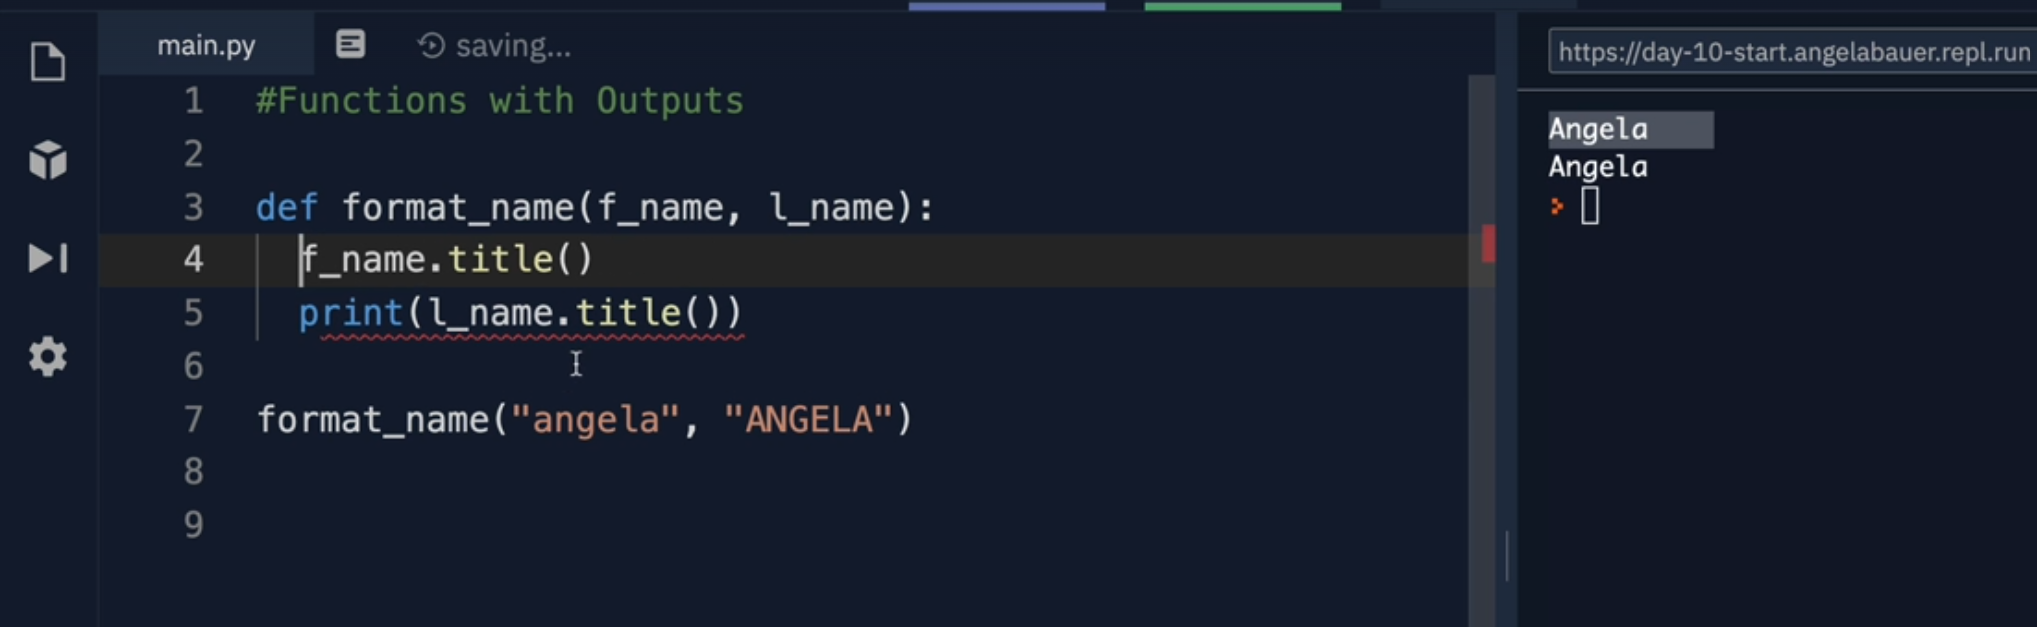 main.py saving...
https://day-10-start.angelabauer.repl.run
1 #Functions with Outputs
2
3 def format_name(f_name, l_name):
4 f_name.title()
5 print(l_name.title())
6
7 format_name("angela", "ANGELA")
8
9
Angela
Angela
>